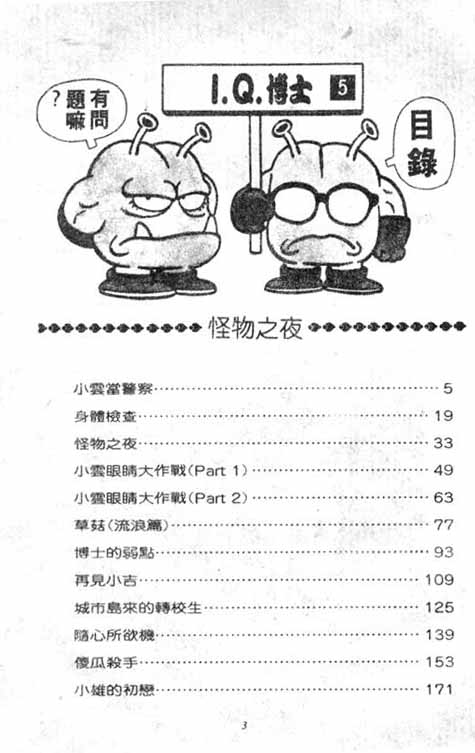 I.Q.博士 5
有問
題嘛
?
目錄
怪物之夜
小雲當警察 5
身體檢查 19
怪物之夜 33
小雲眼睛大作戰(Part 1) 49
小雲眼睛大作戰(Part 2) 63
草菇(流浪篇) 77
博士的弱點 93
再見小吉 109
城市島來的轉校生 125
隨心所欲機 139
傻瓜殺手 153
小雄的初戀 171
3